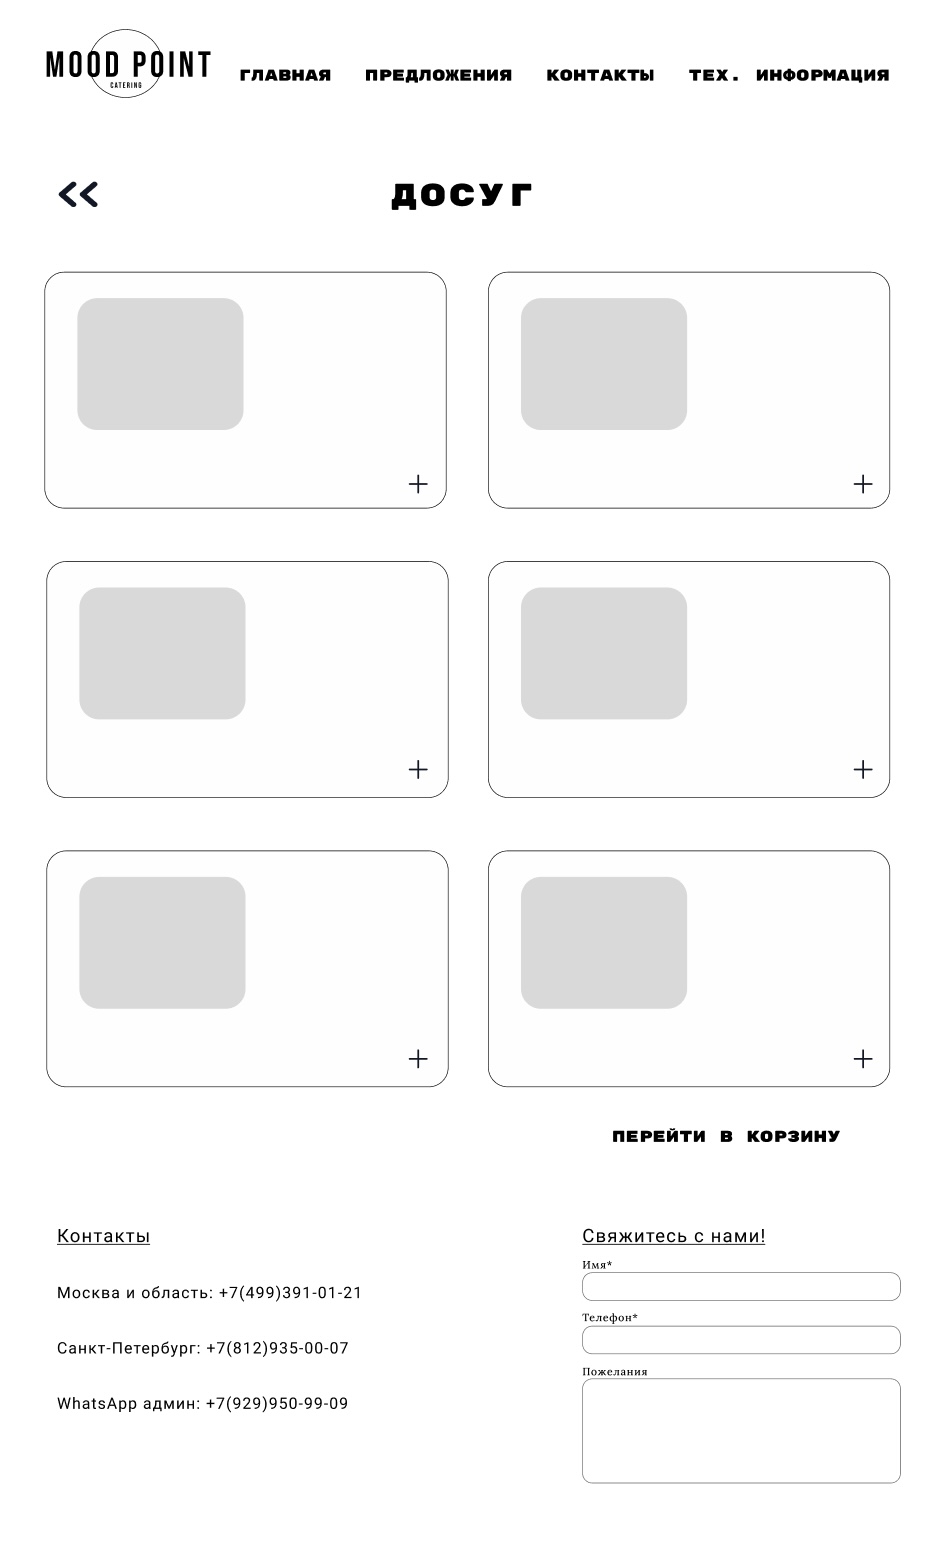 MOOD POINT
CATERING
ГЛАВНАЯ ПРЕДЛОЖЕНИЯ КОНТАКТЫ ТЕХ. ИНФОРМАЦИЯ
ДОСУГ
ПЕРЕЙТИ В КОРЗИНУ
Контакты
Москва и область: +7(499)391-01-21
Санкт-Петербург: +7(812)935-00-07
WhatsApp админ: +7(929)950-99-09
Свяжитесь с нами!
Имя*
Телефон*
Пожелания